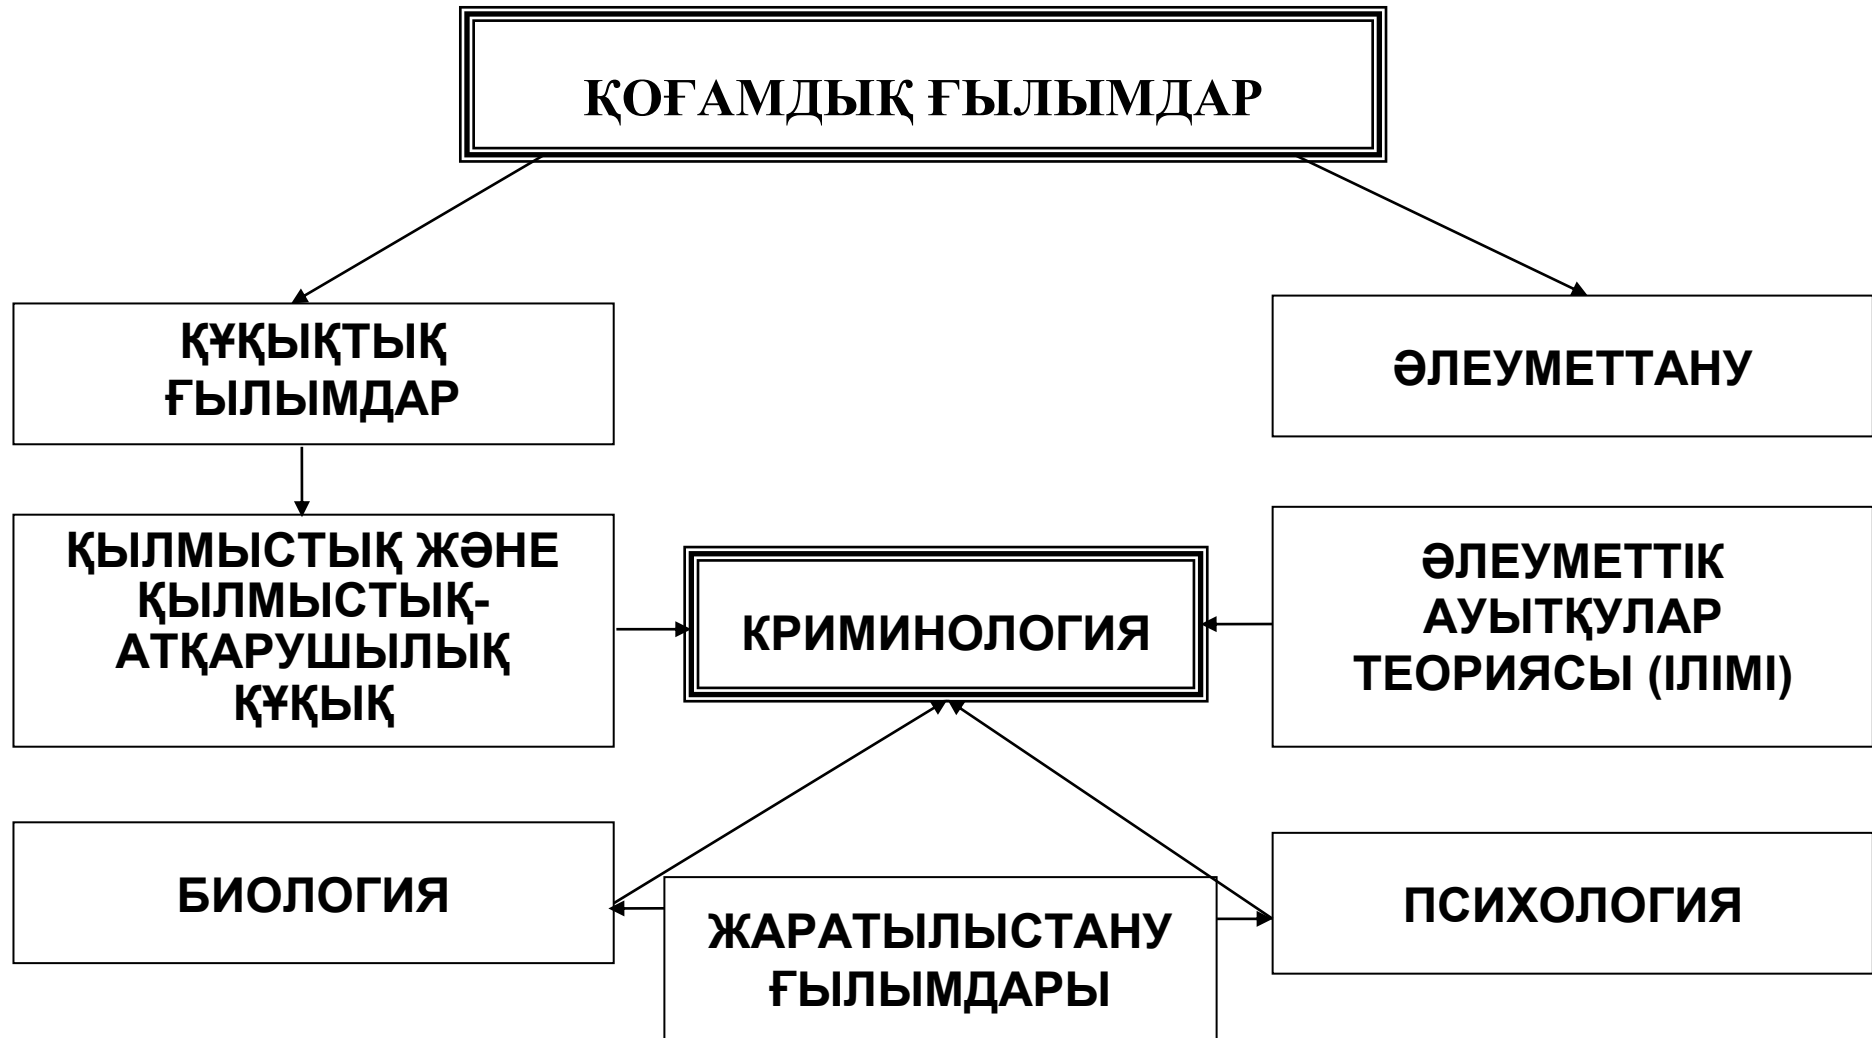 ҚОҒАМДЫҚ ҒЫЛЫМДАР
ҚҰҚЫҚТЫҚ
ҒЫЛЫМДАР
ӘЛЕУМЕТТАНУ
ҚЫЛМЫСТЫҚ ЖӘНЕ
ҚЫЛМЫСТЫҚ-
АТҚАРУШЫЛЫҚ
ҚҰҚЫҚ
КРИМИНОЛОГИЯ
ӘЛЕУМЕТТІК
АУЫТҚУЛАР
ТЕОРИЯСЫ (ІЛІМІ)
БИОЛОГИЯ
ЖАРАТЫЛЫСТАНУ
ҒЫЛЫМДАРЫ
ПСИХОЛОГИЯ